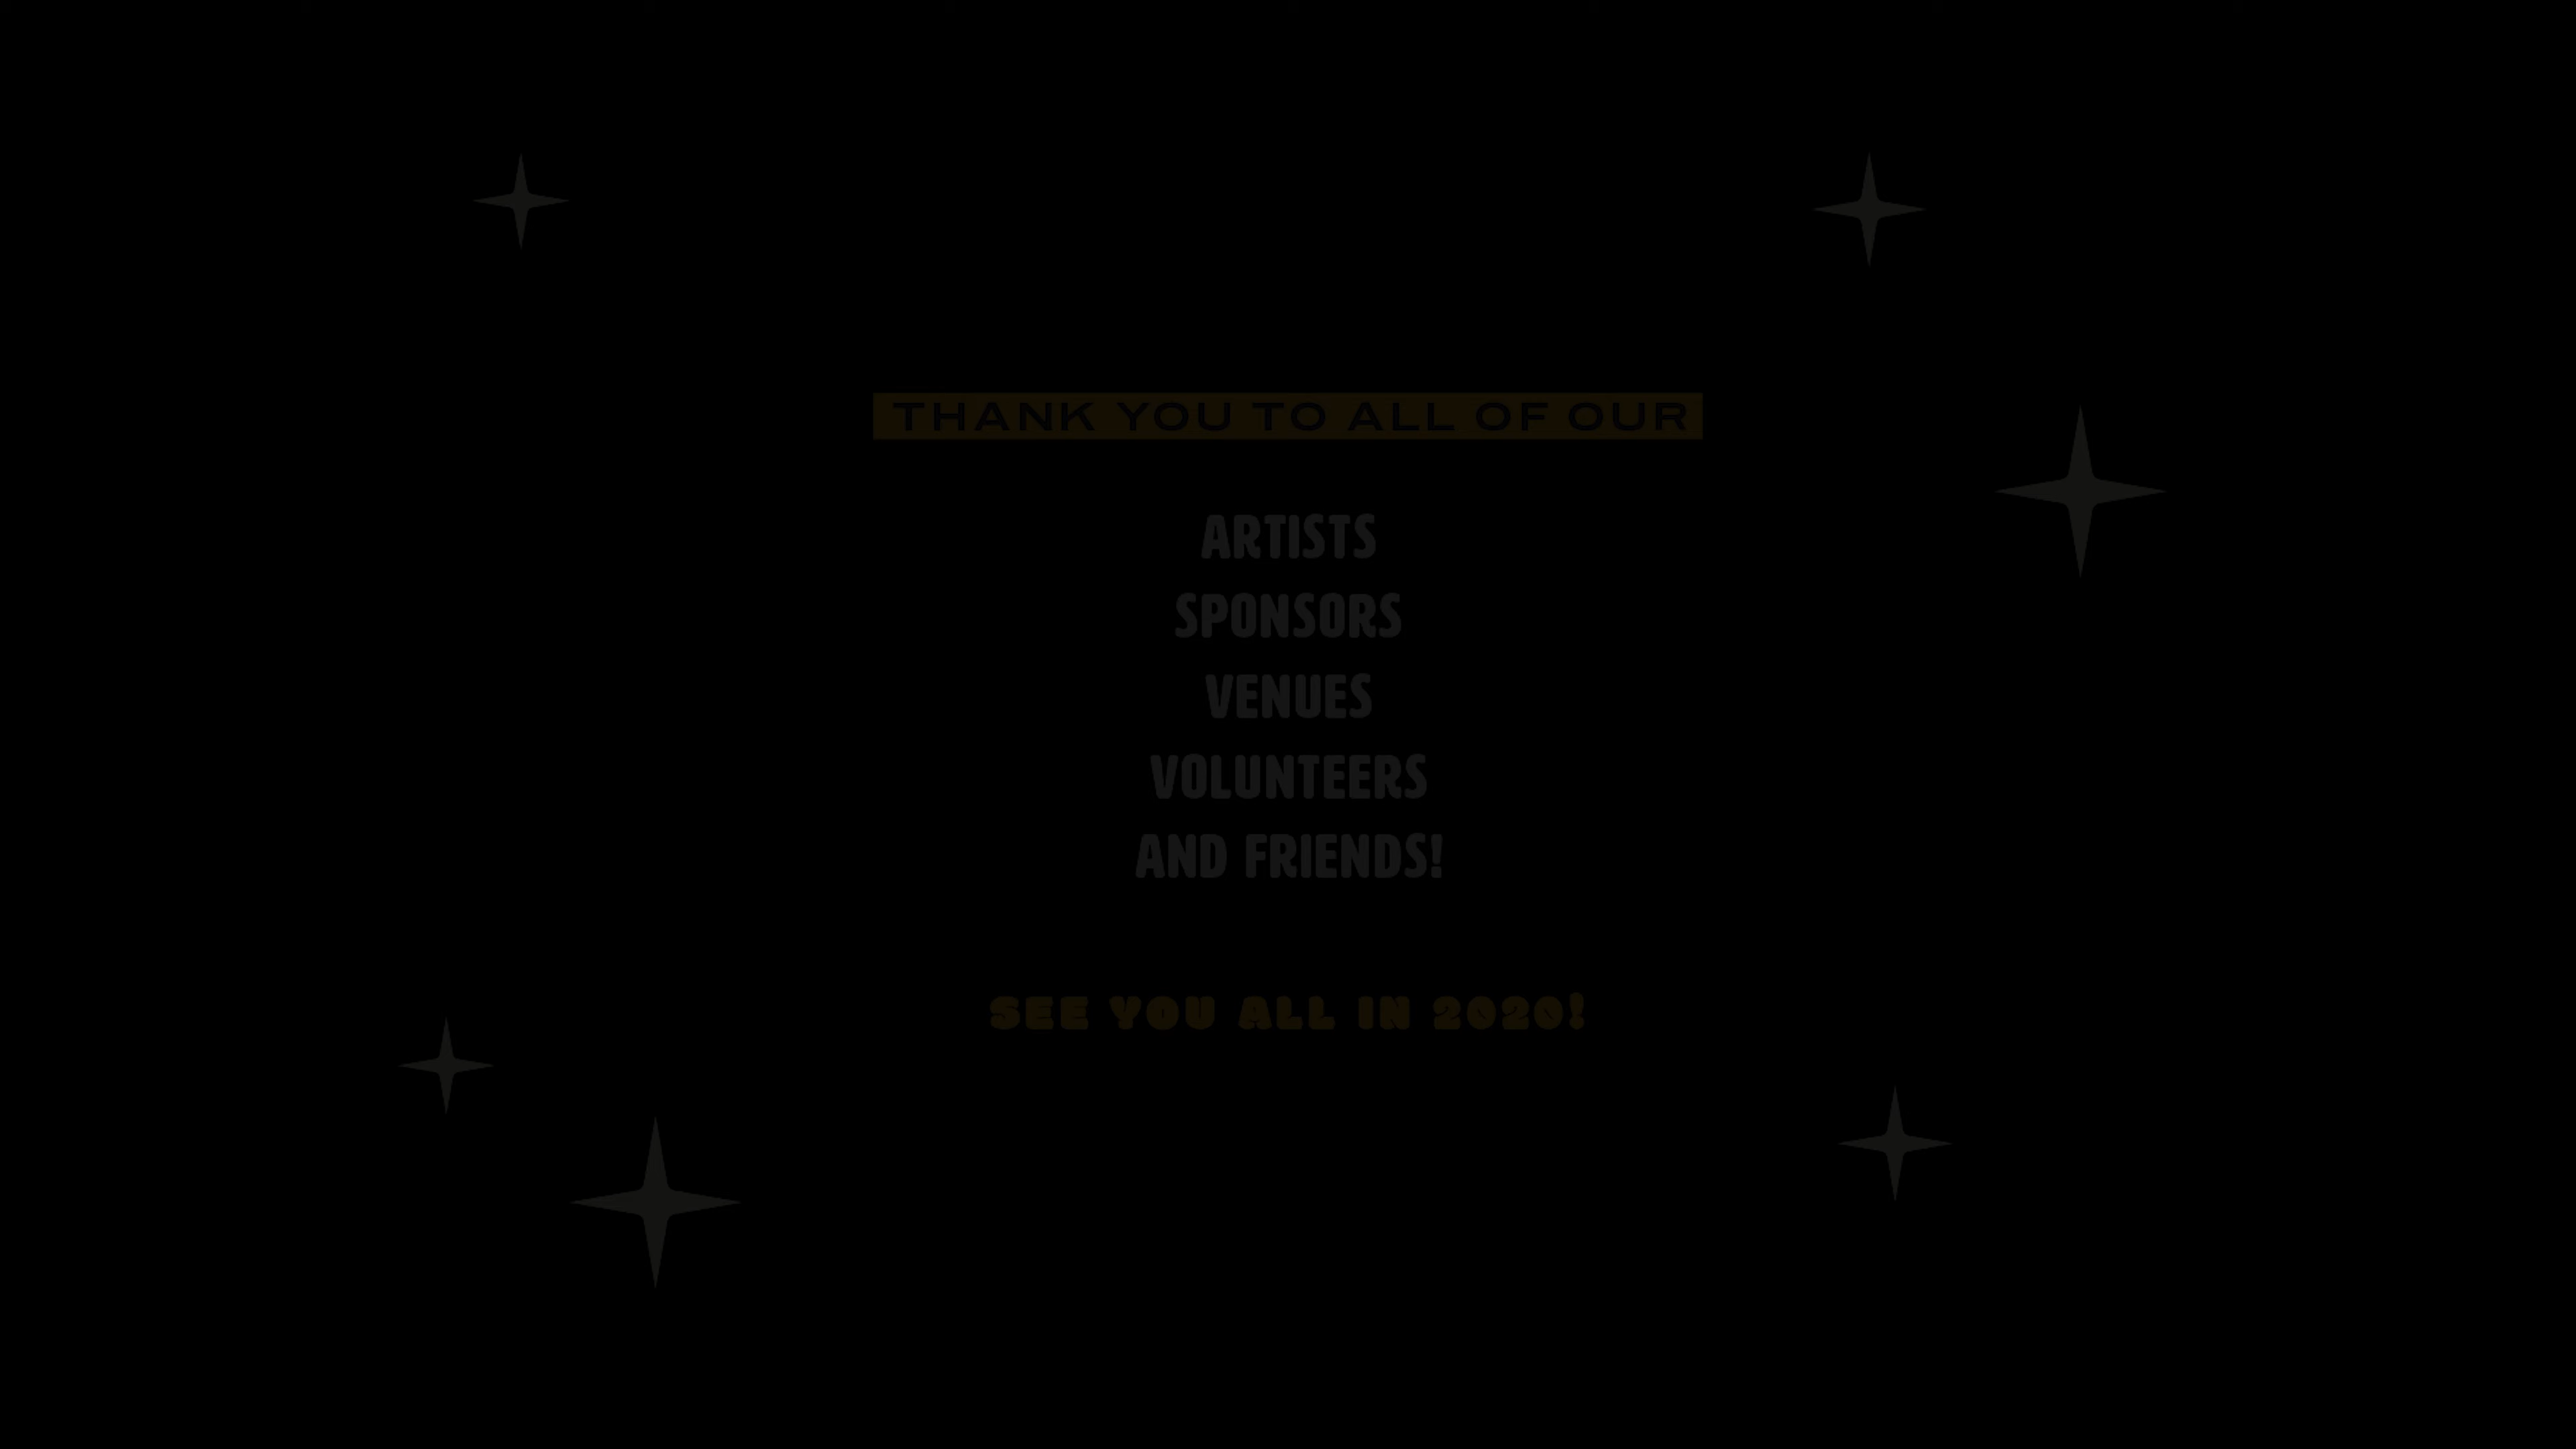 THANK YOU TO ALL OF OUR
ARTISTS
SPONSORS
VENUES
VOLUNTEERS
AND FRIENDS!
SEE YOU ALL IN 2020!